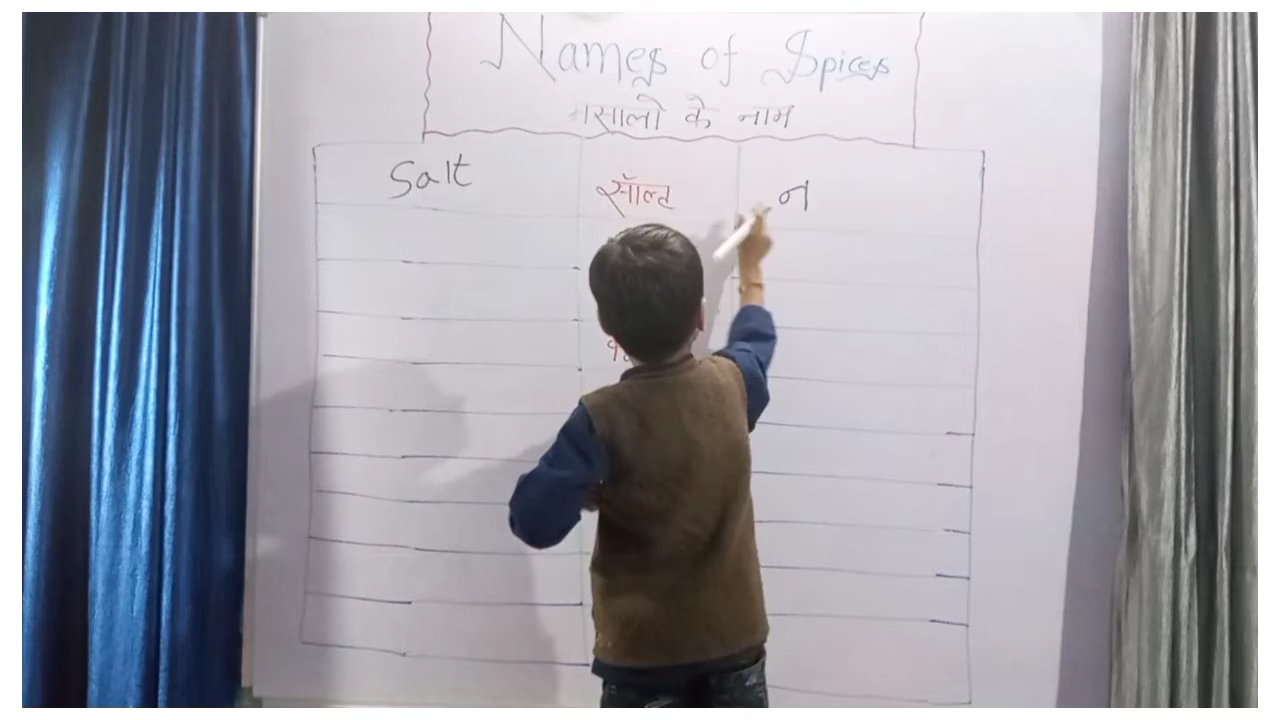 Names of Spices
मसालो के नाम
Salt सॉल्ट न